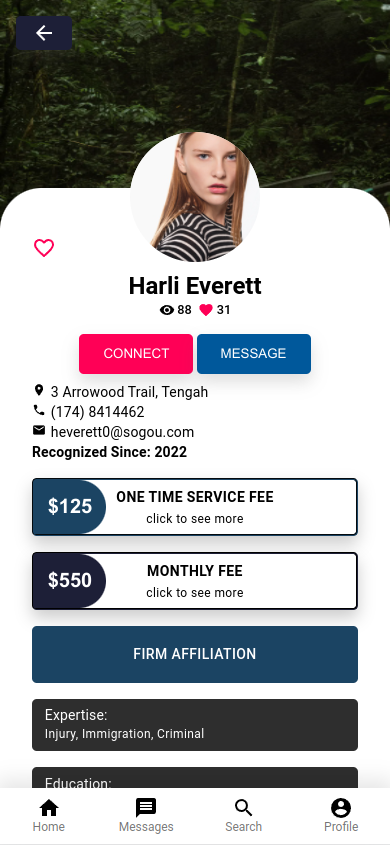 Harli Everett
88 31
CONNECT MESSAGE
3 Arrowood Trail, Tengah
(174) 8414462
heverett0@sogou.com
Recognized Since: 2022
$125 ONE TIME SERVICE FEE
click to see more
$550 MONTHLY FEE
click to see more
FIRM AFFILIATION
Expertise:
Injury, Immigration, Criminal
Education:
Home Messages Search Profile